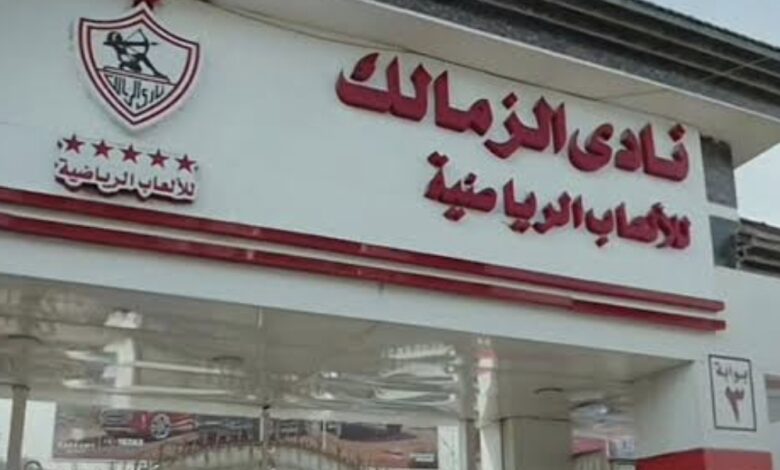 نادى الزمالك
للألعاب الرياضية
نادى الزمالك
للألعاب الرياضية
بوابة
٣